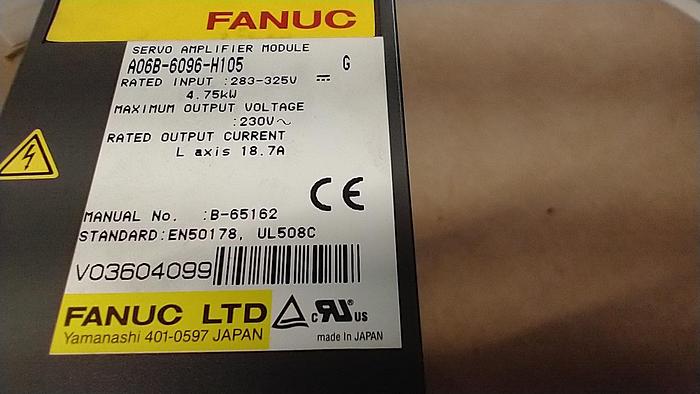 FANUC
SERVO AMPLIFIER MODULE
A06B-6096-H105 G
RATED INPUT :283-325V ⎓
4.75kW
MAXIMUM OUTPUT VOLTAGE
:230V～
RATED OUTPUT CURRENT
L axis 18.7A
CE
MANUAL No. :B-65162
STANDARD:EN50178, UL508C
V03604099
FANUC LTD
Yamanashi 401-0597 JAPAN
c RU ® US
made in JAPAN